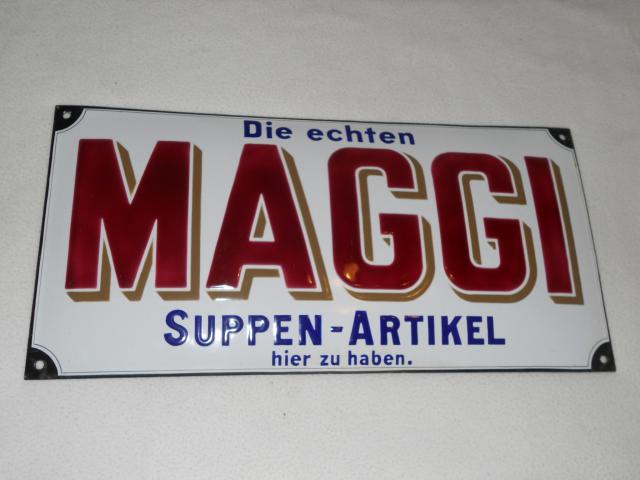 Die echten
MAGGI
SUPPEN-ARTIKEL
hier zu haben.